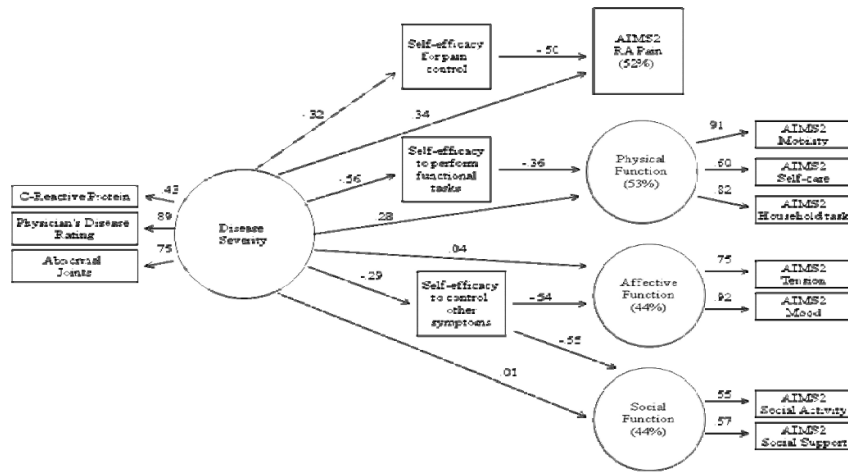 Self-efficacy
for pain
control
-.50
AIMS2
RA Pain
(52%)
-.32
.34
Self-efficacy
to perform
functional
tasks
-.56
-.36
Physical
Function
(53%)
.91
AIMS2
Mobility
.60
AIMS2
Self-care
.82
AIMS2
Household task
C-Reactive Protein
.43
Physician's Disease
Rating
.89
Abnormal
Joints
.75
Disease
Severity
.28
.04
Affective
Function
(44%)
.75
AIMS2
Tension
.92
AIMS2
Mood
-.29
Self-efficacy
to control
other
symptoms
-.54
-.55
.01
Social
Function
(44%)
.55
AIMS2
Social Activity
.57
AIMS2
Social Support